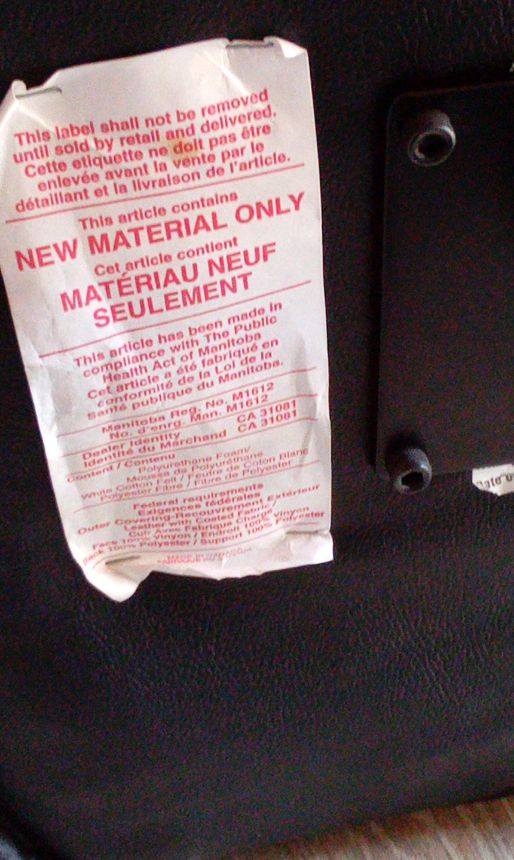 This label shall not be removed
until sold by retail and delivered.
Cette etiquette ne doit pas être
enlevée avant la vente par le
détaillant et la livraison de l'article.
This article contains
NEW MATERIAL ONLY
Cet article contient
MATÉRIAU NEUF
SEULEMENT
This article has been made in
compliance with The Public
Health Act of Manitoba
Cet article a été fabriqué en
conformité de la Loi de la
santé publique du Manitoba.
Manitoba Reg. No. M1612
No. d'enrg. Man. M1612
Dealer Identity CA 31081
Identité du Marchand CA 31081
Content / Contenu
Polyurethane Foam/
Mousse de Polyurethane
White Cotton Felt / Feutre de Coton Blanc
Polyester Fibre / Fibre de Polyester
Federal requirements
Exigences fédérales
Outer Covering-Recouvrement Extérieur
Leather with Coated Fabric/
Cuir Avec Fabrique
Face 100% Vinyon / Endroit 100% Vinyon
Back 100% Polyester / Support 100% Polyester